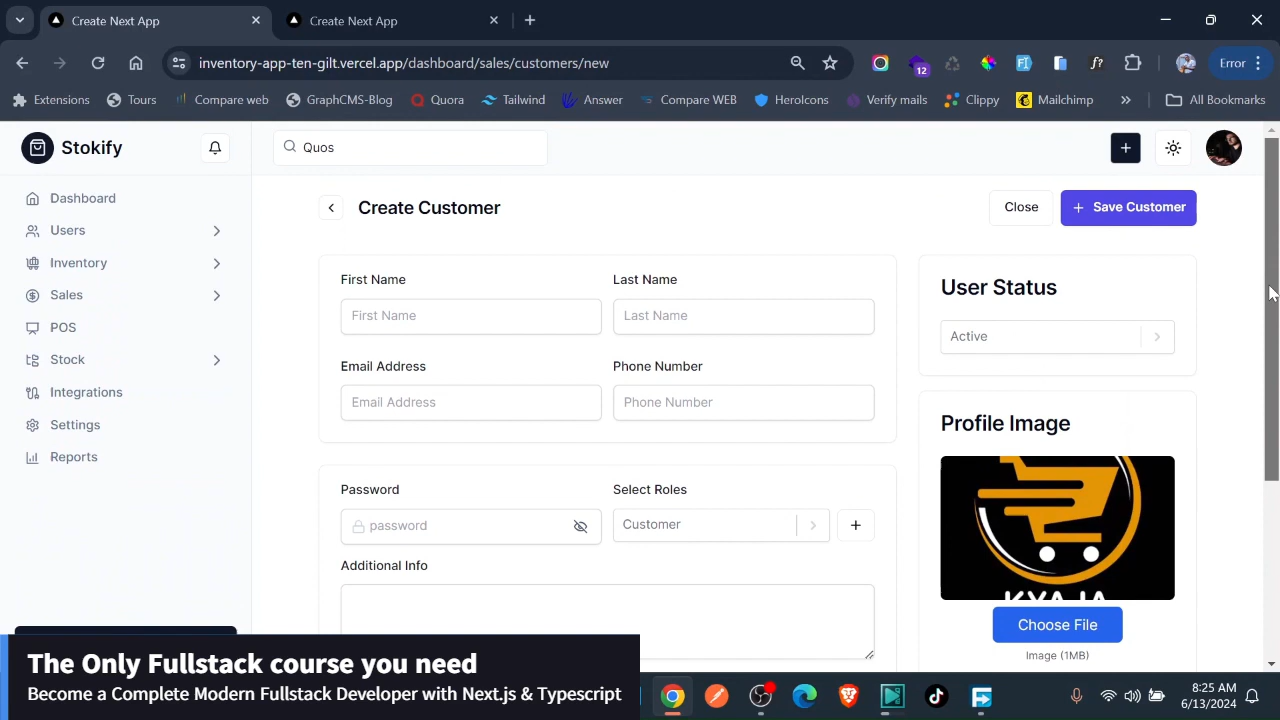 Create Next App
Create Next App
inventory-app-ten-gilt.vercel.app/dashboard/sales/customers/new
12
Error
Extensions
Tours
Compare web
GraphCMS-Blog
Quora
Tailwind
Answer
Compare WEB
HeroIcons
Verify mails
Clippy
Mailchimp
All Bookmarks
Stokify
Quos
Dashboard
Users
Inventory
Sales
POS
Stock
Integrations
Settings
Reports
Create Customer
Close
Save Customer
First Name
Last Name
First Name
Last Name
Email Address
Phone Number
Email Address
Phone Number
Password
Select Roles
password
Customer
Additional Info
User Status
Active
Profile Image
Choose File
Image (1MB)
The Only Fullstack course you need
Become a Complete Modern Fullstack Developer with Next.js & Typescript
8:25 AM
6/13/2024